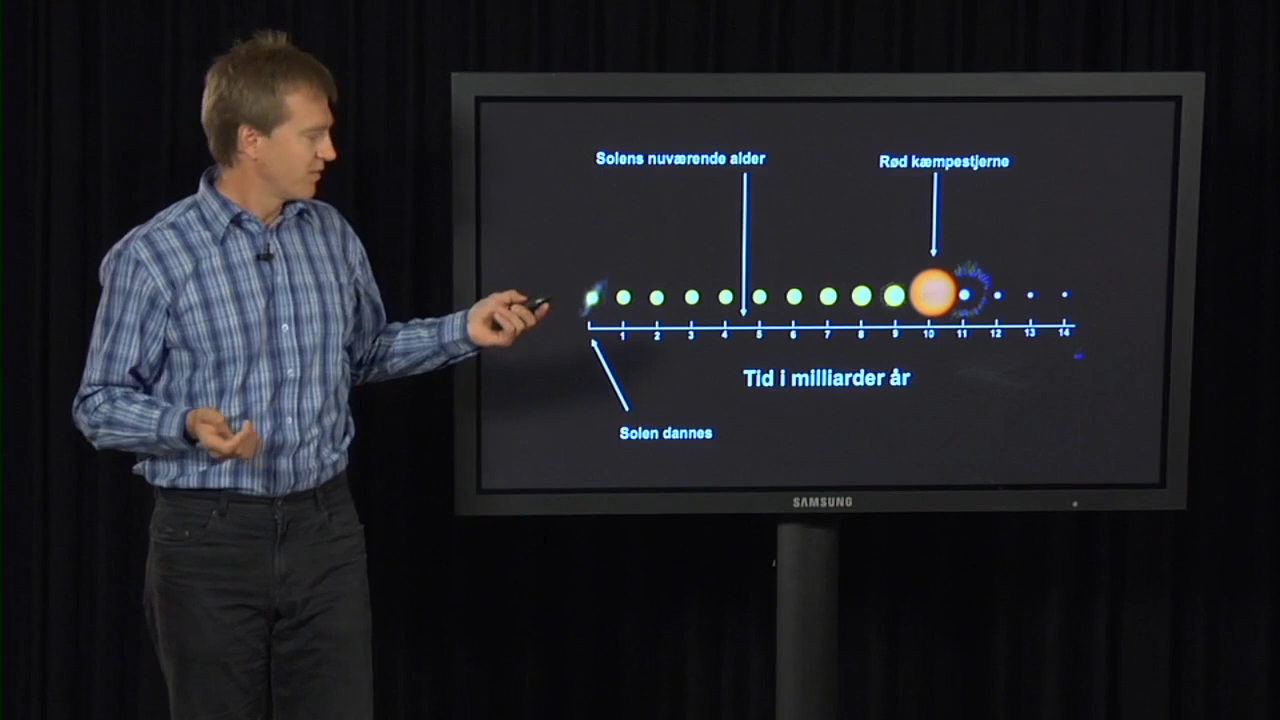 Solens nuværende alder
Rød kæmpestjerne
1 2 3 4 5 6 7 8 9 10 11 12 13 14
Tid i milliarder år
Solen dannes
SAMSUNG